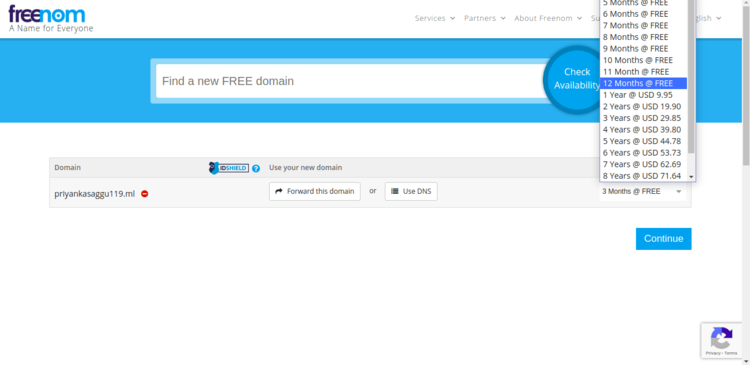 freenom
A Name for Everyone
Services
Partners
About Freenom
Su
glish
5 Months @ FREE
6 Months @ FREE
7 Months @ FREE
8 Months @ FREE
9 Months @ FREE
10 Months @ FREE
11 Month @ FREE
12 Months @ FREE
1 Year @ USD 9.95
2 Years @ USD 19.90
3 Years @ USD 29.85
4 Years @ USD 39.80
5 Years @ USD 44.78
6 Years @ USD 53.73
7 Years @ USD 62.69
8 Years @ USD 71.64
Find a new FREE domain
Check
Availability
Domain
IDSHIELD
?
Use your new domain
priyankasaggu119.ml
Forward this domain
or
Use DNS
3 Months @ FREE
Continue
Privacy - Terms